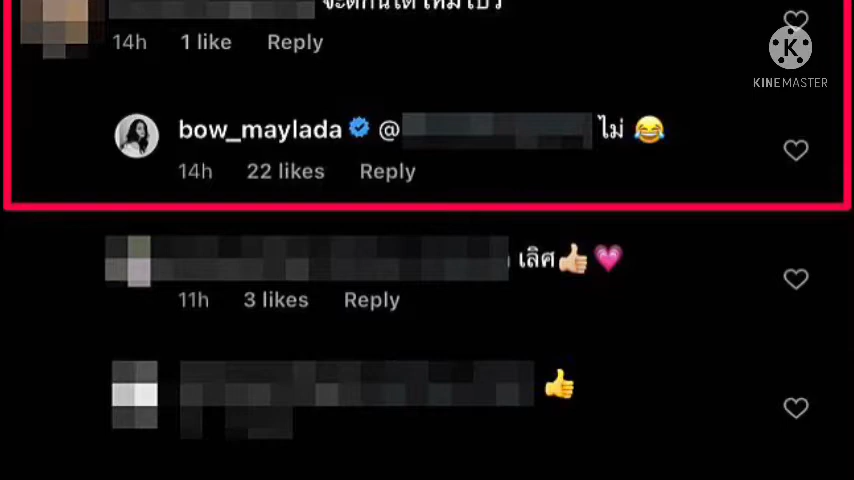 14h 1 like Reply
KINEMASTER
bow_maylada @ ไม่ 😂
14h 22 likes Reply
เลิศ👍🏼💗
11h 3 likes Reply
👍